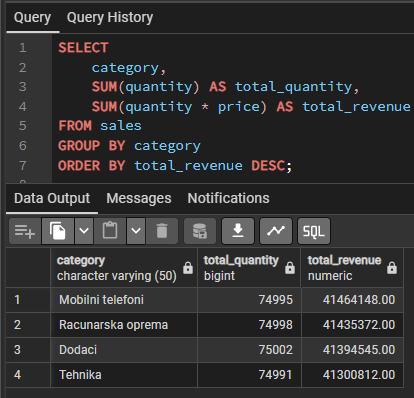 Query Query History
1 SELECT
2 category,
3 SUM(quantity) AS total_quantity,
4 SUM(quantity * price) AS total_revenue
5 FROM sales
6 GROUP BY category
7 ORDER BY total_revenue DESC;
Data Output Messages Notifications
SQL
category total_quantity total_revenue
character varying (50) bigint numeric
1 Mobilni telefoni 74995 41464148.00
2 Racunarska oprema 74998 41435372.00
3 Dodaci 75002 41394545.00
4 Tehnika 74991 41300812.00